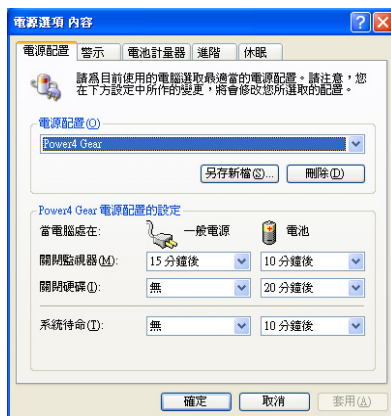 電源選項 內容
電源配置 警示 電池計量器 進階 休眠
請為目前使用的電腦選取最適當的電源配置。請注意，您
在下方設定中所作的變更，將會修改您所選取的配置。
電源配置(O)
Power4 Gear
另存新檔(S)... 刪除(D)
Power4 Gear 電源配置的設定
當電腦處在: 一般電源 電池
關閉監視器(M): 15 分鐘後 10 分鐘後
關閉硬碟(I): 無 20 分鐘後
系統待命(T): 無 10 分鐘後
確定 取消 套用(A)